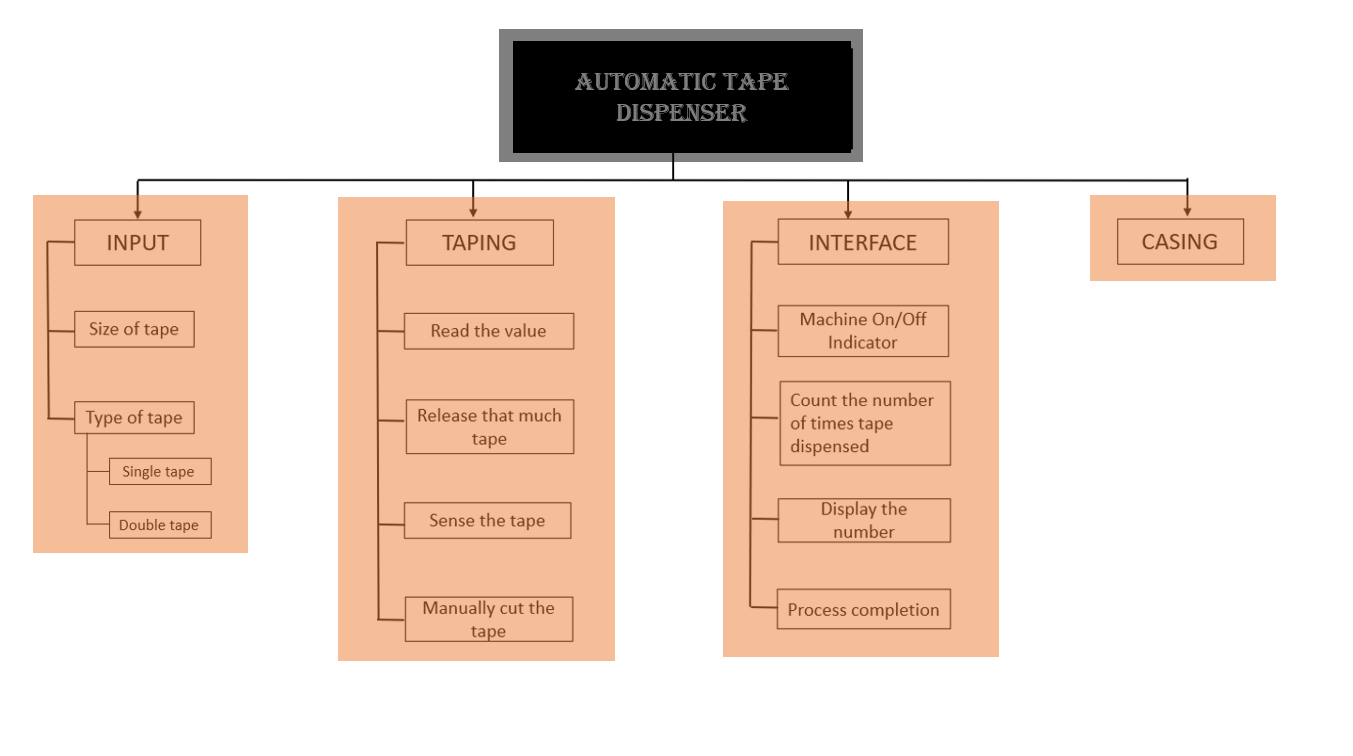 AUTOMATIC TAPE
DISPENSER
INPUT
Size of tape
Type of tape
Single tape
Double tape
TAPING
Read the value
Release that much
tape
Sense the tape
Manually cut the
tape
INTERFACE
Machine On/Off
Indicator
Count the number
of times tape
dispensed
Display the
number
Process completion
CASING